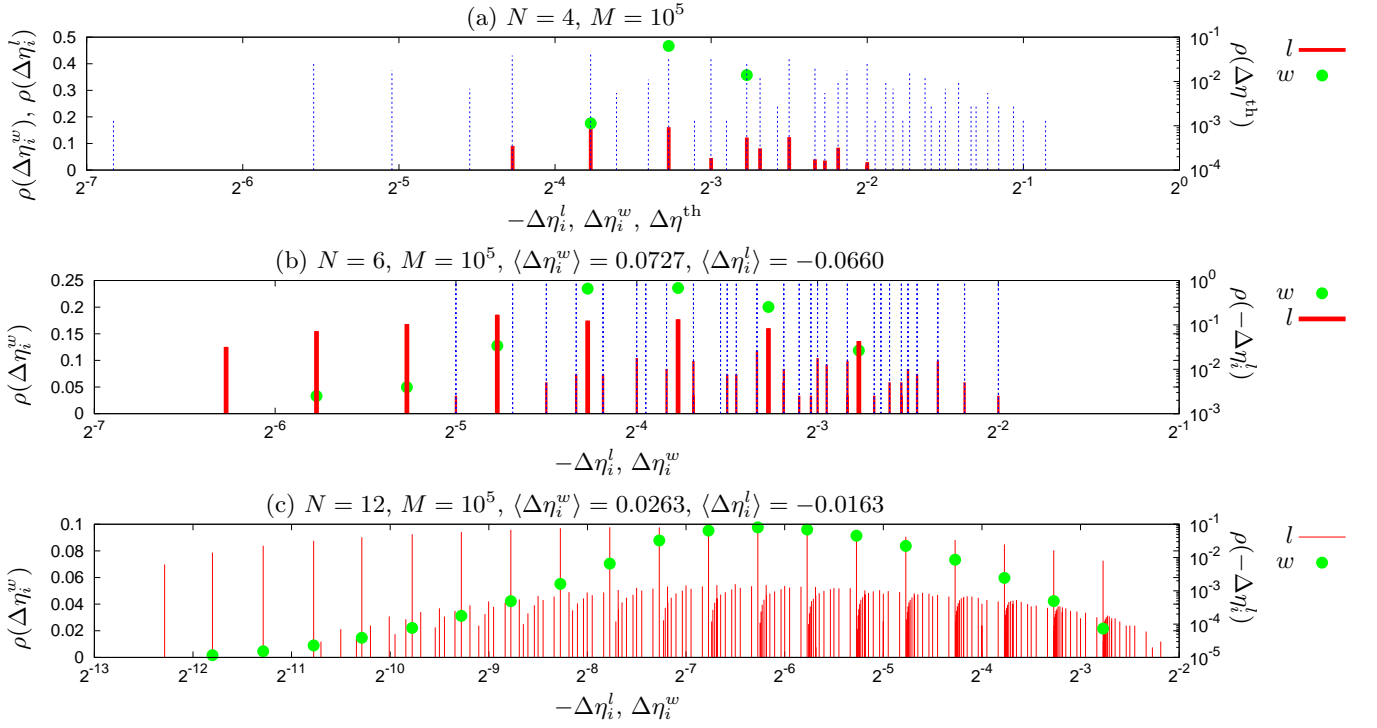 (a) N = 4, M = 10^5
ρ(Δη_i^w), ρ(Δη_i^l)
0.5
0.4
0.3
0.2
0.1
0
10^-1
10^-2
10^-3
10^-4
ρ(Δη^th)
l
w
2^-7 2^-6 2^-5 2^-4 2^-3 2^-2 2^-1 2^0
−Δη_i^l, Δη_i^w, Δη^th
(b) N = 6, M = 10^5, ⟨Δη_i^w⟩ = 0.0727, ⟨Δη_i^l⟩ = −0.0660
ρ(Δη_i^w)
0.25
0.2
0.15
0.1
0.05
0
10^0
10^-1
10^-2
10^-3
ρ(−Δη_i^l)
w
l
2^-7 2^-6 2^-5 2^-4 2^-3 2^-2 2^-1
−Δη_i^l, Δη_i^w
(c) N = 12, M = 10^5, ⟨Δη_i^w⟩ = 0.0263, ⟨Δη_i^l⟩ = −0.0163
ρ(Δη_i^w)
0.1
0.08
0.06
0.04
0.02
0
10^-1
10^-2
10^-3
10^-4
10^-5
ρ(−Δη_i^l)
l
w
2^-13 2^-12 2^-11 2^-10 2^-9 2^-8 2^-7 2^-6 2^-5 2^-4 2^-3 2^-2
−Δη_i^l, Δη_i^w